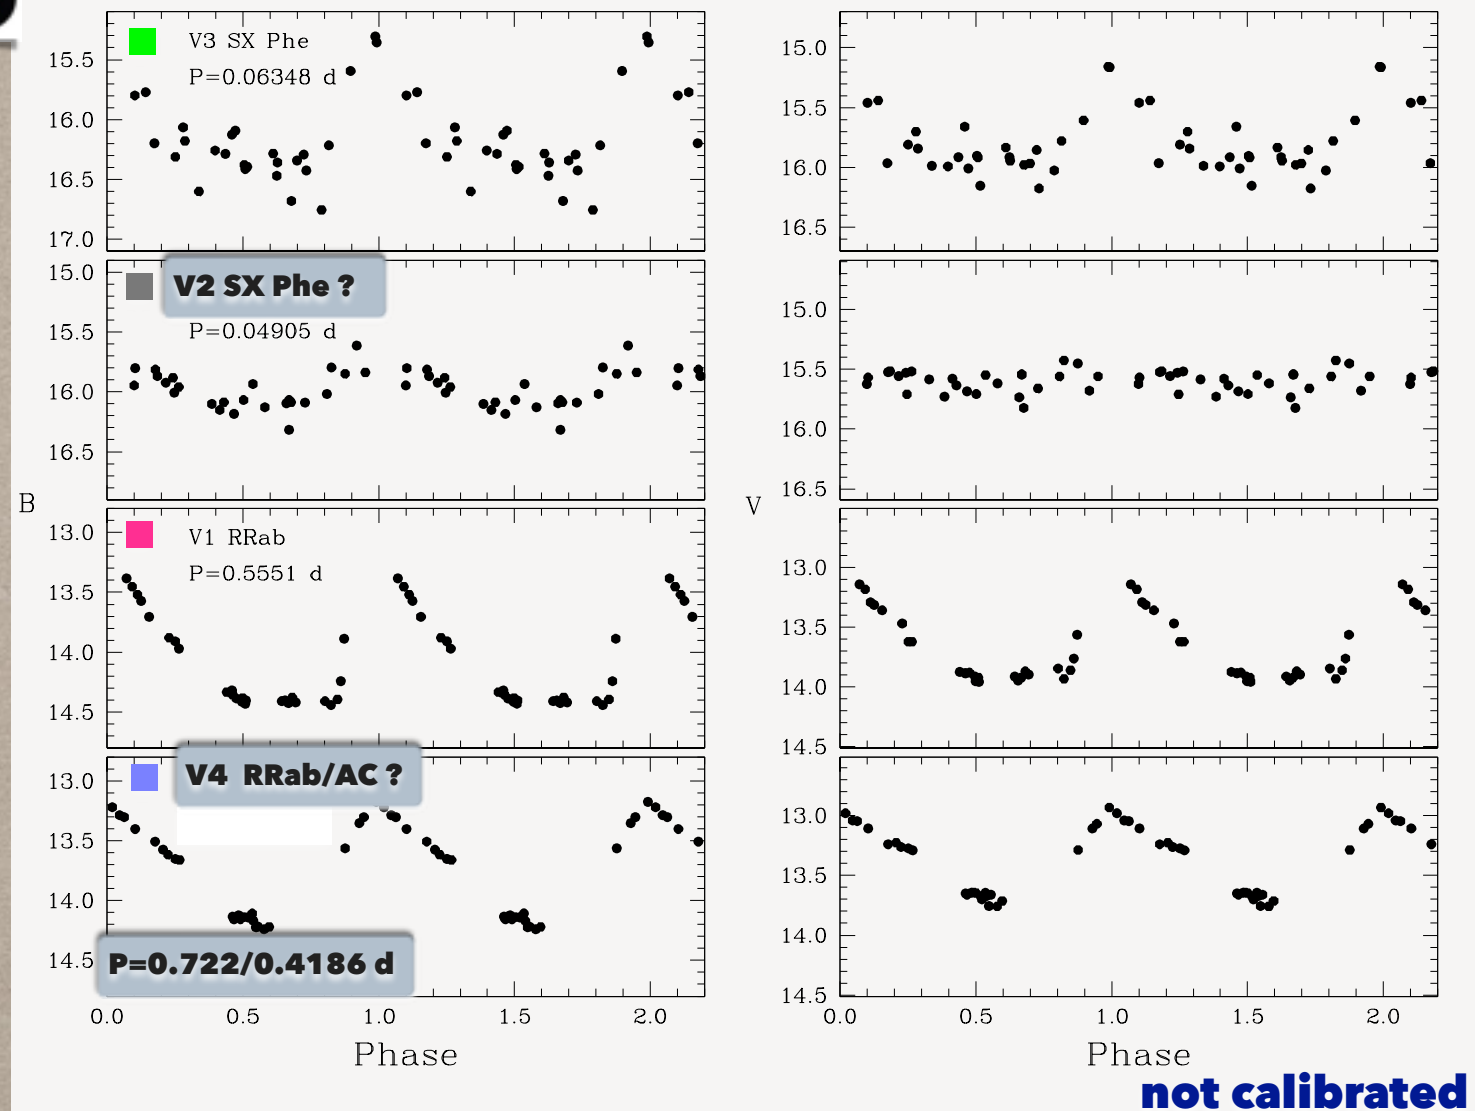 V3 SX Phe
P=0.06348 d
15.5
16.0
16.5
17.0
15.0
15.5
16.0
16.5
V2 SX Phe ?
P=0.04905 d
15.0
15.5
16.0
16.5
15.0
15.5
16.0
16.5
B
V
V1 RRab
P=0.5551 d
13.0
13.5
14.0
14.5
13.0
13.5
14.0
14.5
V4 RRab/AC ?
13.0
13.5
14.0
14.5
P=0.722/0.4186 d
13.0
13.5
14.0
14.5
0.0 0.5 1.0 1.5 2.0
0.0 0.5 1.0 1.5 2.0
Phase
Phase
not calibrated